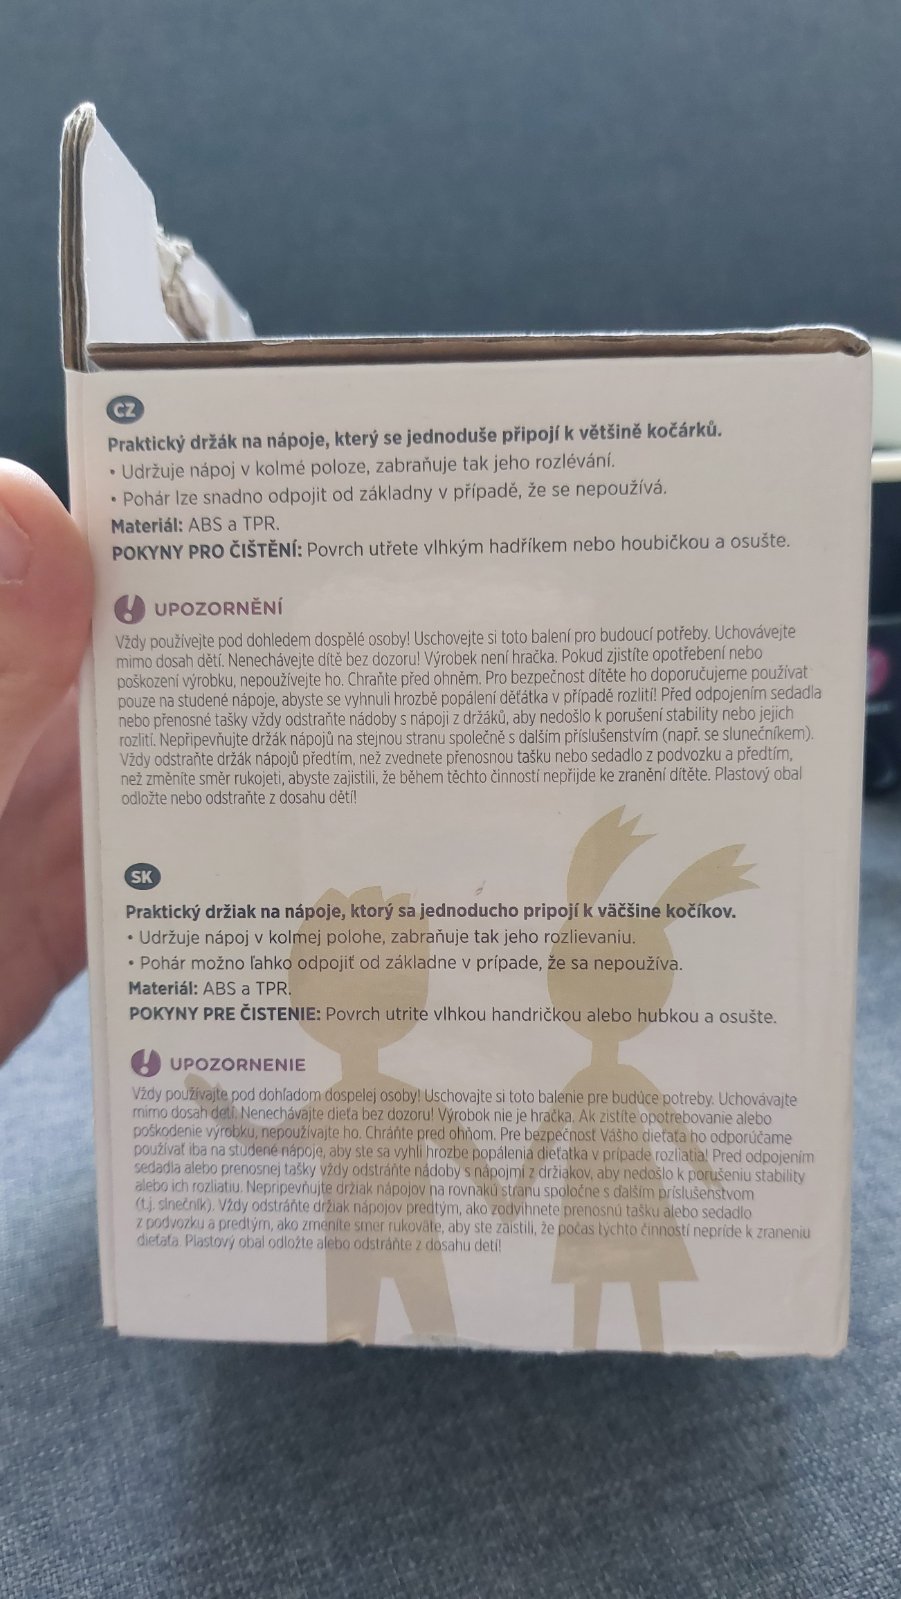 CZ
Praktický držák na nápoje, který se jednoduše připojí k většině kočárků.
• Udržuje nápoj v kolmé poloze, zabraňuje tak jeho rozlévání.
• Pohár lze snadno odpojit od základny v případě, že se nepoužívá.
Materiál: ABS a TPR.
POKYNY PRO ČIŠTĚNÍ: Povrch utřete vlhkým hadříkem nebo houbičkou a osušte.
UPOZORNĚNÍ
Vždy používejte pod dohledem dospělé osoby! Uschovejte si toto balení pro budoucí potřeby. Uchovávejte
mimo dosah dětí. Nenechávejte dítě bez dozoru! Výrobek není hračka. Pokud zjistíte opotřebení nebo
poškození výrobku, nepoužívejte ho. Chraňte před ohněm. Pro bezpečnost dítěte ho doporučujeme používat
pouze na studené nápoje, abyste se vyhnuli hrozbě popálení děťátka v případě rozlití! Před odpojením sedadla
nebo přenosné tašky vždy odstraňte nádoby s nápoji z držáků, aby nedošlo k porušení stability nebo jejich
rozlití. Nepřipevňujte držák nápojů na stejnou stranu společně s dalším příslušenstvím (např. se slunečníkem).
Vždy odstraňte držák nápojů předtím, než zvednete přenosnou tašku nebo sedadlo z podvozku a předtím,
než změníte směr rukojeti, abyste zajistili, že během těchto činností nepřijde ke zranění dítěte. Plastový obal
odložte nebo odstraňte z dosahu dětí!
SK
Praktický držiak na nápoje, ktorý sa jednoducho pripojí k väčšine kočíkov.
• Udržuje nápoj v kolmej polohe, zabraňuje tak jeho rozlievaniu.
• Pohár možno ľahko odpojiť od základne v prípade, že sa nepoužíva.
Materiál: ABS a TPR.
POKYNY PRE ČISTENIE: Povrch utrite vlhkou handričkou alebo hubkou a osušte.
UPOZORNENIE
Vždy používajte pod dohľadom dospelej osoby! Uschovajte si toto balenie pre budúce potreby. Uchovávajte
mimo dosah detí. Nenechávajte dieťa bez dozoru! Výrobok nie je hračka. Ak zistíte opotrebovanie alebo
poškodenie výrobku, nepoužívajte ho. Chráňte pred ohňom. Pre bezpečnosť Vášho dieťaťa ho odporúčame
používať iba na studené nápoje, aby ste sa vyhli hrozbe popálenia dieťatka v prípade rozliatia! Pred odpojením
sedadla alebo prenosnej tašky vždy odstráňte nádoby s nápojmi z držiakov, aby nedošlo k porušeniu stability
alebo ich rozliatiu. Nepripevňujte držiak nápojov na rovnakú stranu spoločne s dalším príslušenstvom
(t.j. slnečník). Vždy odstráňte držiak nápojov predtým, ako zodvihnete prenosnú tašku alebo sedadlo
z podvozku a predtým, ako zmeníte smer rukoväte, aby ste zaistili, že počas týchto činností nepríde k zraneniu
dieťaťa. Plastový obal odložte alebo odstráňte z dosahu detí!